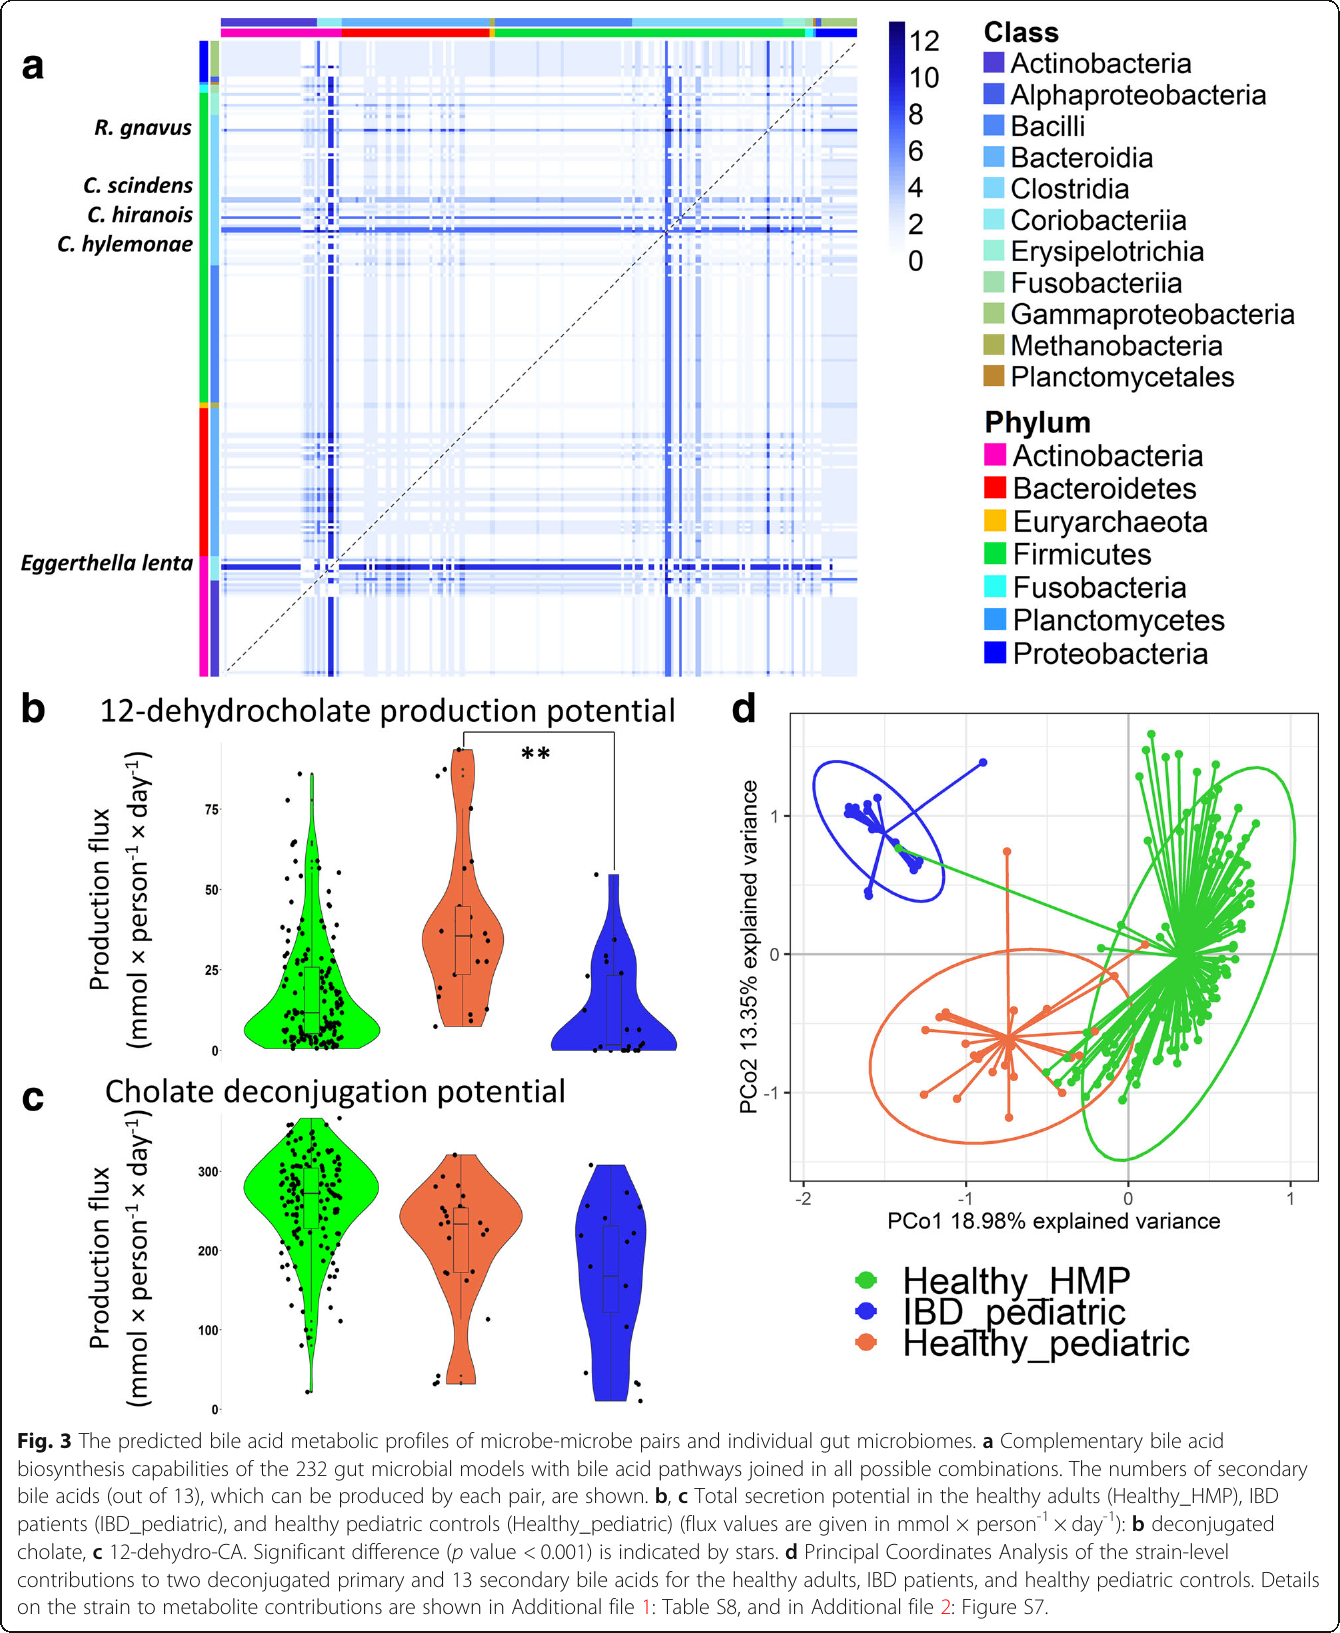 a
R. gnavus
C. scindens
C. hiranois
C. hylemonae
Eggerthella lenta
12
10
8
6
4
2
0
Class
Actinobacteria
Alphaproteobacteria
Bacilli
Bacteroidia
Clostridia
Coriobacteriia
Erysipelotrichia
Fusobacteriia
Gammaproteobacteria
Methanobacteria
Planctomycetales
Phylum
Actinobacteria
Bacteroidetes
Euryarchaeota
Firmicutes
Fusobacteria
Planctomycetes
Proteobacteria
b
12-dehydrocholate production potential
Production flux
(mmol × person⁻¹ × day⁻¹)
75
50
25
0
**
c
Cholate deconjugation potential
Production flux
(mmol × person⁻¹ × day⁻¹)
300
200
100
0
d
PCo2 13.35% explained variance
1
0
-1
-2
-1
0
1
PCo1 18.98% explained variance
Healthy_HMP
IBD_pediatric
Healthy_pediatric
Fig. 3 The predicted bile acid metabolic profiles of microbe-microbe pairs and individual gut microbiomes. a Complementary bile acid
biosynthesis capabilities of the 232 gut microbial models with bile acid pathways joined in all possible combinations. The numbers of secondary
bile acids (out of 13), which can be produced by each pair, are shown. b, c Total secretion potential in the healthy adults (Healthy_HMP), IBD
patients (IBD_pediatric), and healthy pediatric controls (Healthy_pediatric) (flux values are given in mmol × person⁻¹ × day⁻¹): b deconjugated
cholate, c 12-dehydro-CA. Significant difference (p value < 0.001) is indicated by stars. d Principal Coordinates Analysis of the strain-level
contributions to two deconjugated primary and 13 secondary bile acids for the healthy adults, IBD patients, and healthy pediatric controls. Details
on the strain to metabolite contributions are shown in Additional file 1: Table S8, and in Additional file 2: Figure S7.